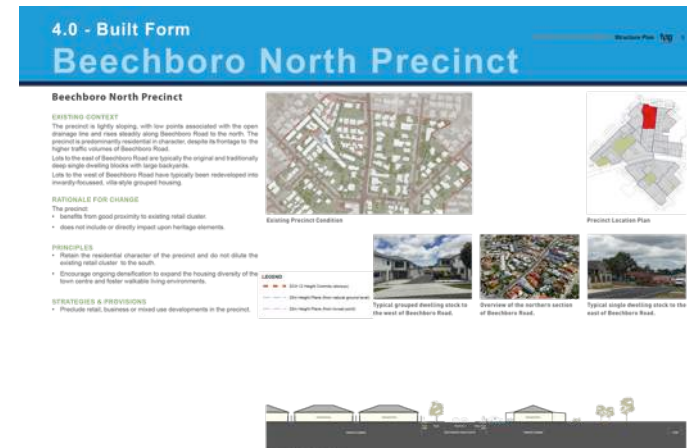 4.0 - Built Form
Structure Plan
Beechboro North Precinct
Beechboro North Precinct
EXISTING CONTEXT
The precinct is lightly sloping, with low points associated with the open
drainage line and rises steadily along Beechboro Road to the north. The
precinct is predominantly residential in character, despite its frontage to the
higher traffic volumes of Beechboro Road.
Lots to the east of Beechboro Road are typically the original and traditionally
deep single dwelling blocks with large backyards.
Lots to the west of Beechboro Road have typically been redeveloped into
inwardly-focussed, villa-style grouped housing.
RATIONALE FOR CHANGE
The precinct:
• benefits from good proximity to existing retail cluster.
• does not include or directly impact upon heritage elements.
PRINCIPLES
• Retain the residential character of the precinct and do not dilute the
existing retail cluster to the south.
• Encourage ongoing densification to expand the housing diversity of the
town centre and foster walkable living environments.
STRATEGIES & PROVISIONS
• Preclude retail, business or mixed use developments in the precinct.
Existing Precinct Condition
Precinct Location Plan
LEGEND
Typical grouped dwelling stock to
the west of Beechboro Road.
Overview of the northern section
of Beechboro Road.
Typical single dwelling stock to the
east of Beechboro Road.